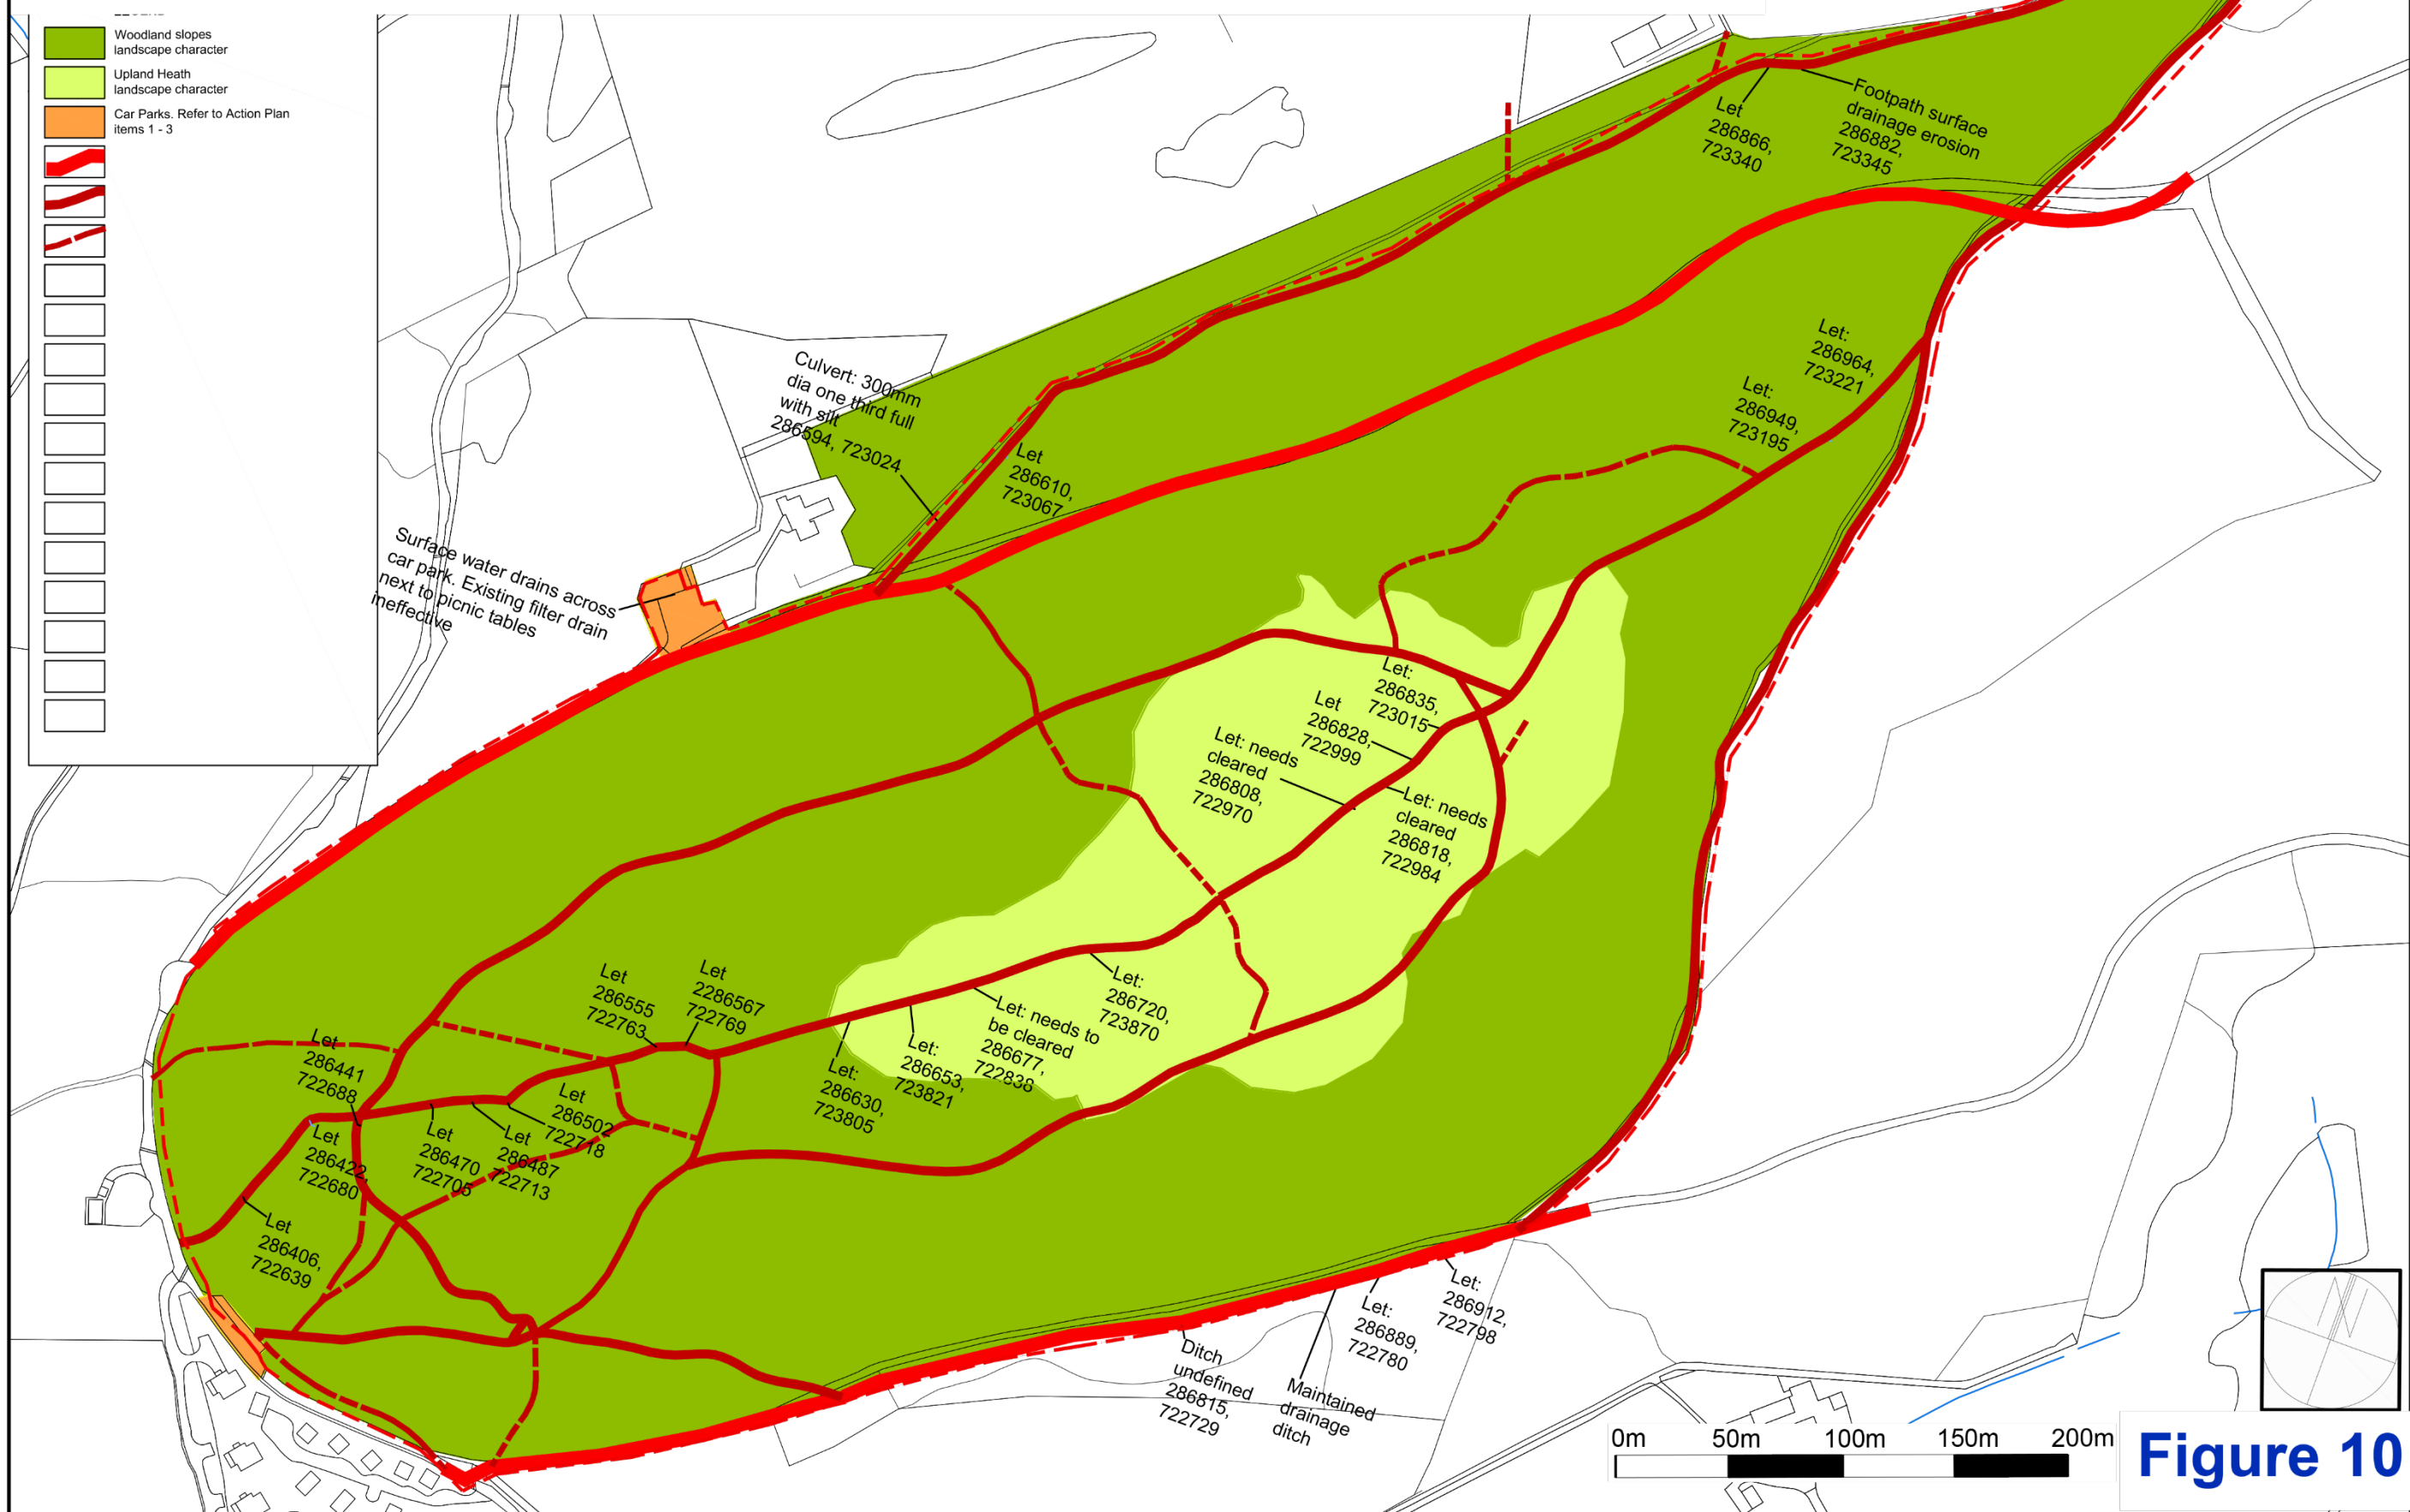 Woodland slopes
landscape character
Upland Heath
landscape character
Car Parks. Refer to Action Plan
items 1 - 3
Let
286866,
723340
Footpath surface
drainage erosion
286882,
723345
Let:
286964,
723221
Let:
286949,
723195
Culvert: 300mm
dia one third full
with silt
286594, 723024
Let
286610,
723067
Surface water drains across
car park. Existing filter drain
next to picnic tables
ineffective
Let:
286835,
723015
Let
286828,
722999
Let: needs
cleared
286808,
722970
Let: needs
cleared
286818,
722984
Let
286555
722763
Let
2286567
722769
Let:
286720,
723870
Let: needs to
be cleared
286677,
722838
Let:
286653,
723821
Let:
286630,
723805
Let
286441
722688
Let
286502
722718
Let
286487
722713
Let
286470
722705
Let
286422,
722680
Let
286406,
722639
Let:
286912,
722798
Let:
286889,
722780
Ditch
undefined
286815,
722729
Maintained
drainage
ditch
0m 50m 100m 150m 200m
Figure 10